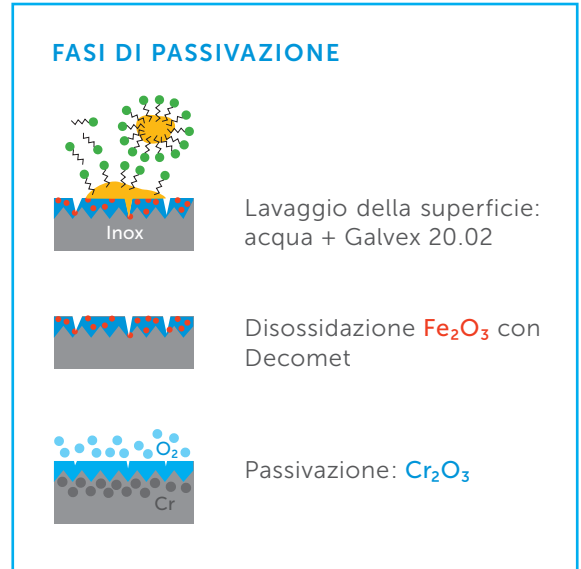 FASI DI PASSIVAZIONE
Inox
Lavaggio della superficie:
acqua + Galvex 20.02
Disossidazione Fe₂O₃ con
Decomet
O₂
Cr
Passivazione: Cr₂O₃